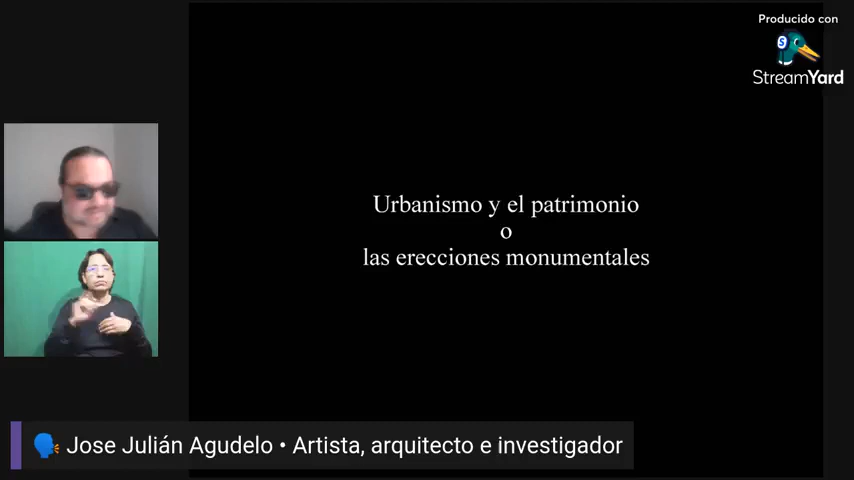 Producido con
StreamYard
Urbanismo y el patrimonio
o
las erecciones monumentales
Jose Julián Agudelo • Artista, arquitecto e investigador